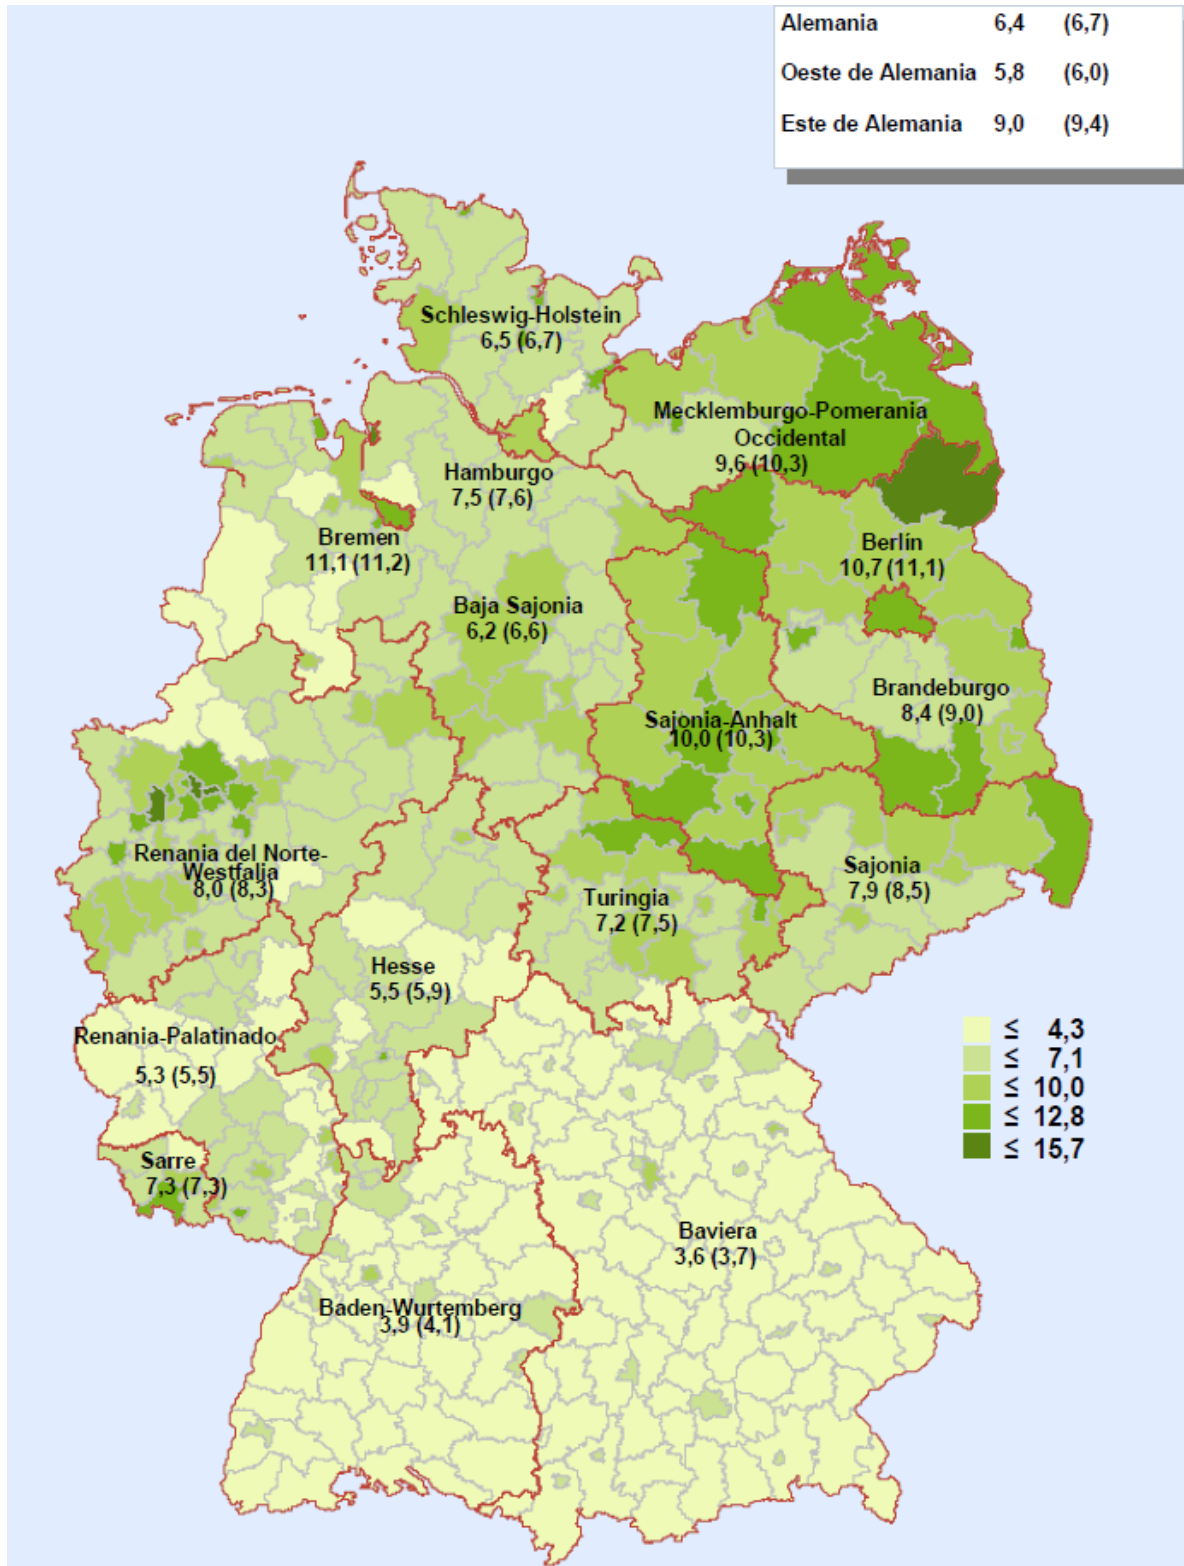 Alemania 6,4 (6,7)
Oeste de Alemania 5,8 (6,0)
Este de Alemania 9,0 (9,4)
Schleswig-Holstein
6,5 (6,7)
Mecklemburgo-Pomerania
Occidental
9,6 (10,3)
Hamburgo
7,5 (7,6)
Bremen
11,1 (11,2)
Berlín
10,7 (11,1)
Baja Sajonia
6,2 (6,6)
Brandeburgo
8,4 (9,0)
Sajonia-Anhalt
10,0 (10,3)
Renania del Norte-
Westfalia
8,0 (8,3)
Sajonia
7,9 (8,5)
Turingia
7,2 (7,5)
Hesse
5,5 (5,9)
Renania-Palatinado
5,3 (5,5)
≤ 4,3
≤ 7,1
≤ 10,0
≤ 12,8
≤ 15,7
Sarre
7,3 (7,3)
Baviera
3,6 (3,7)
Baden-Wurtemberg
3,9 (4,1)